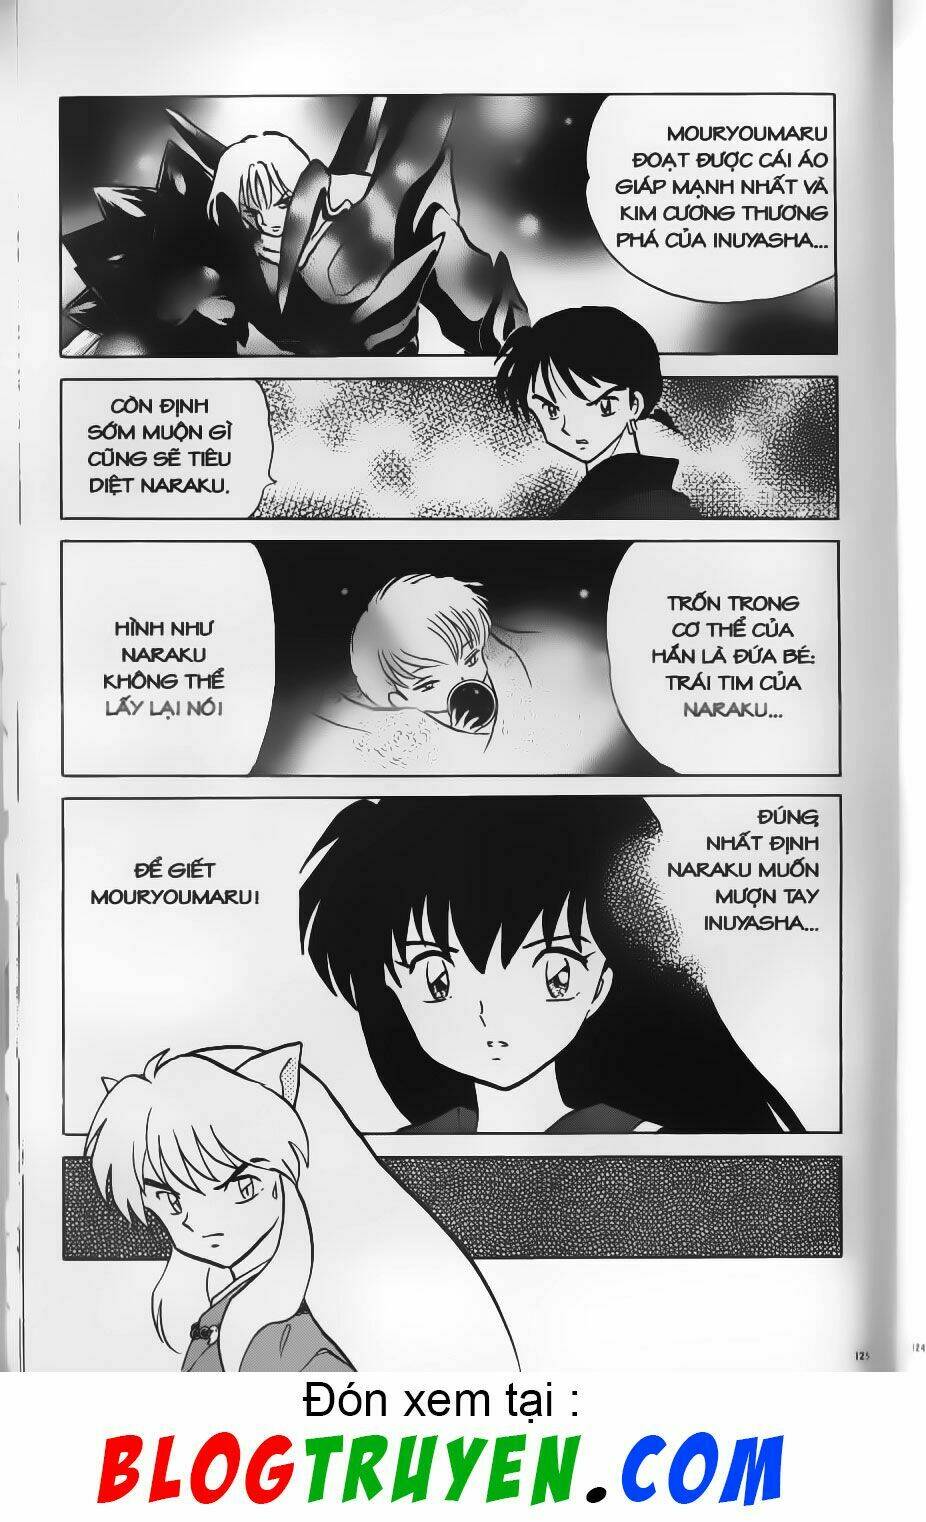 MOURYOUMARU
ĐOẠT ĐƯỢC CÁI ÁO
GIÁP MẠNH NHẤT VÀ
KIM CƯƠNG THƯƠNG
PHÁ CỦA INUYASHA...
CÒN ĐỊNH
SỚM MUỘN GÌ
CŨNG SẼ TIÊU
DIỆT NARAKU.
TRỐN TRONG
CƠ THỂ CỦA
HẮN LÀ ĐỨA BÉ:
TRÁI TIM CỦA
NARAKU...
HÌNH NHƯ
NARAKU
KHÔNG THỂ
LẤY LẠI NÓ!
ĐÚNG,
NHẤT ĐỊNH
NARAKU MUỐN
MƯỢN TAY
INUYASHA...
ĐỂ GIẾT
MOURYOUMARU!
125
124
Đón xem tại :
BLOGTRUYEN.COM